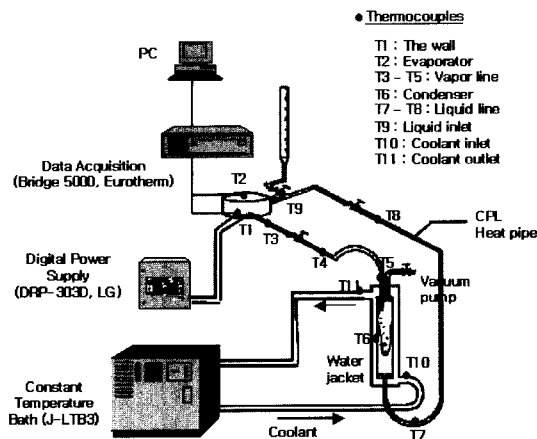 • Thermocouples
T1 : The wall
T2 : Evaporator
T3 - T5 : Vapor line
T6 : Condenser
T7 - T8 : Liquid line
T9 : Liquid inlet
T10 : Coolant inlet
T11 : Coolant outlet
PC
Data Acquisition
(Bridge 5000, Eurotherm)
T2
T9
T1
T3
T8
CPL
Heat pipe
T4
T5
Digital Power
Supply
(DRP-303D, LG)
T11
Vacuum
pump
T6
Water
jacket
T10
Constant
Temperature
Bath (J-LTB3)
Coolant
T7